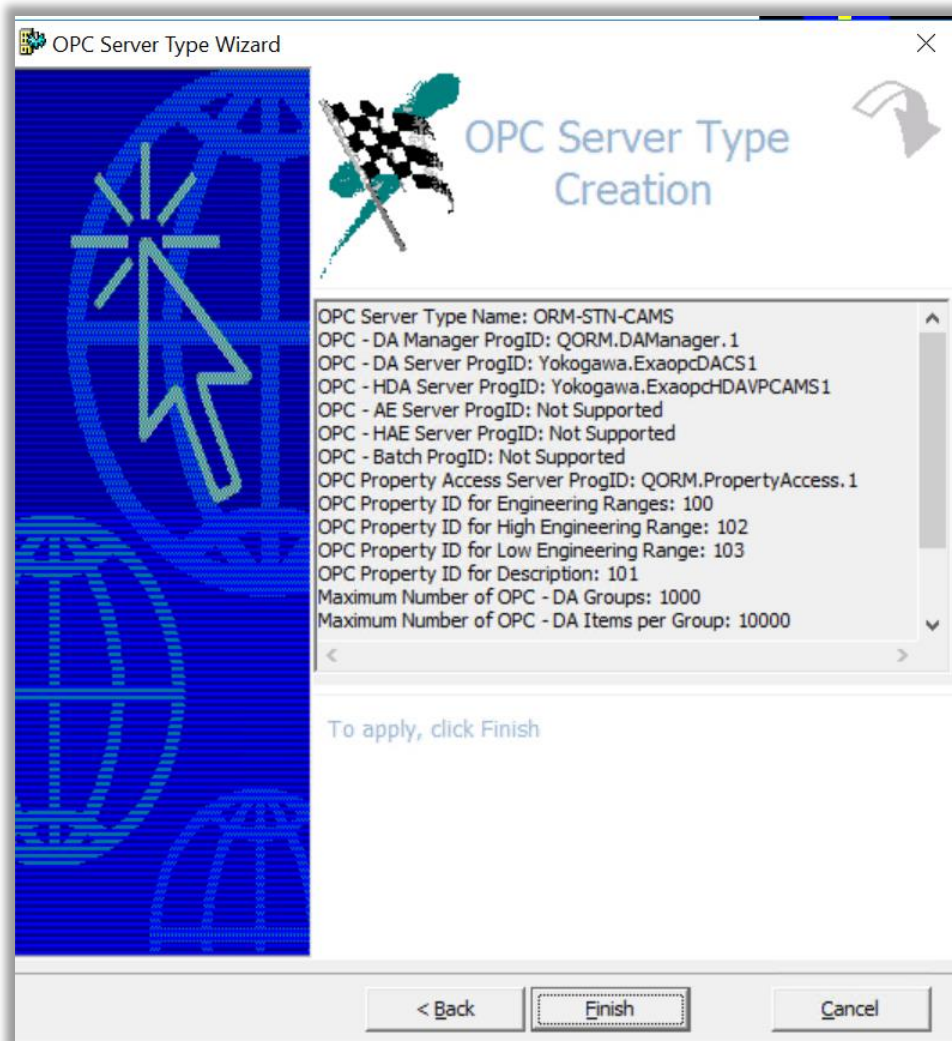 OPC Server Type Wizard
OPC Server Type
Creation
OPC Server Type Name: ORM-STN-CAMS
OPC - DA Manager ProgID: QORM.DAManager.1
OPC - DA Server ProgID: Yokogawa.ExaopcDACS1
OPC - HDA Server ProgID: Yokogawa.ExaopcHDAVPCAMS1
OPC - AE Server ProgID: Not Supported
OPC - HAE Server ProgID: Not Supported
OPC - Batch ProgID: Not Supported
OPC Property Access Server ProgID: QORM.PropertyAccess.1
OPC Property ID for Engineering Ranges: 100
OPC Property ID for High Engineering Range: 102
OPC Property ID for Low Engineering Range: 103
OPC Property ID for Description: 101
Maximum Number of OPC - DA Groups: 1000
Maximum Number of OPC - DA Items per Group: 10000
To apply, click Finish
< Back
Finish
Cancel